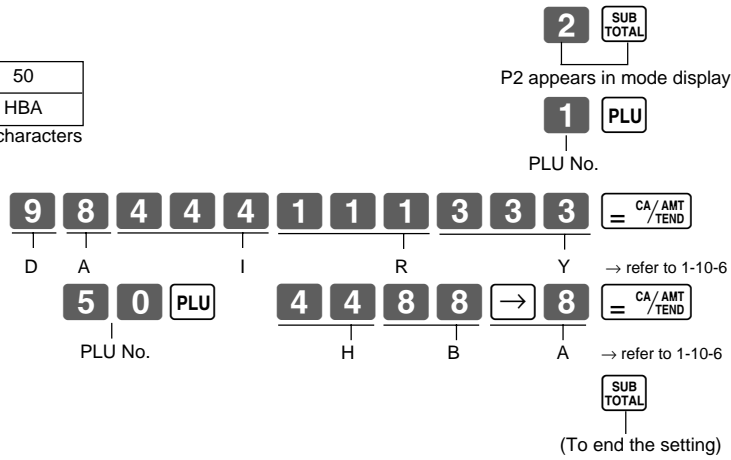 2 SUB TOTAL
P2 appears in mode display
50
HBA
characters
1 PLU
PLU No.
9 8 4 4 4 1 1 1 3 3 3 = CA/AMT TEND
D A I R Y → refer to 1-10-6
5 0 PLU 4 4 8 8 → 8 = CA/AMT TEND
PLU No. H B A → refer to 1-10-6
SUB TOTAL
(To end the setting)